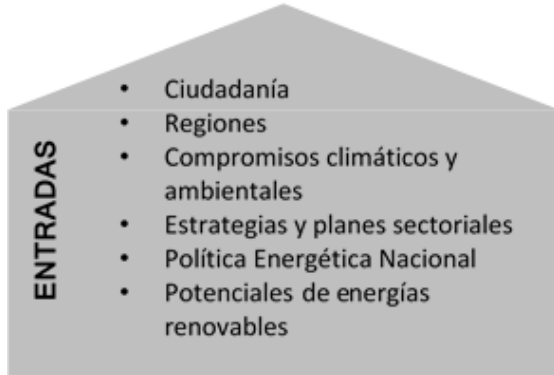 ENTRADAS
• Ciudadanía
• Regiones
• Compromisos climáticos y
ambientales
• Estrategias y planes sectoriales
• Política Energética Nacional
• Potenciales de energías
renovables